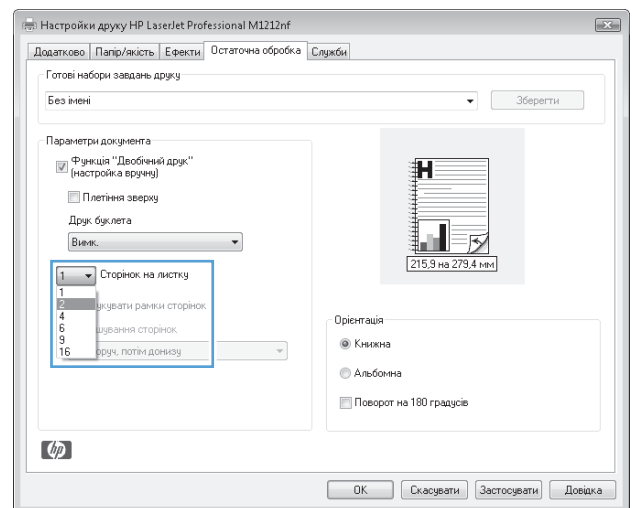 Настройки друку HP LaserJet Professional M1212nf
Додатково Папір/якість Ефекти Остаточна обробка Служби
Готові набори завдань друку
Без імені
Зберегти
Параметри документа
Функція "Двобічний друк"
(настройка вручну)
Плетіння зверху
Друк буклета
Вимк.
1 Сторінок на листку
1
2
укувати рамки сторінок
4
6
шування сторінок
9
16
оруч, потім донизу
H
215,9 на 279,4 мм
Орієнтація
Книжна
Альбомна
Поворот на 180 градусів
hp
OK Скасувати Застосувати Довідка